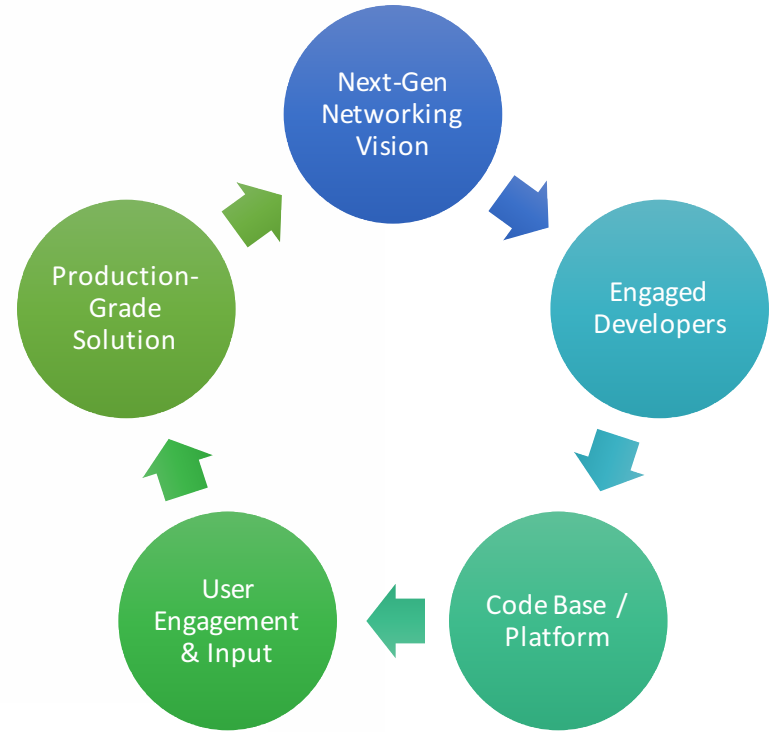 Next-Gen
Networking
Vision
Engaged
Developers
Code Base /
Platform
User
Engagement
& Input
Production-
Grade
Solution